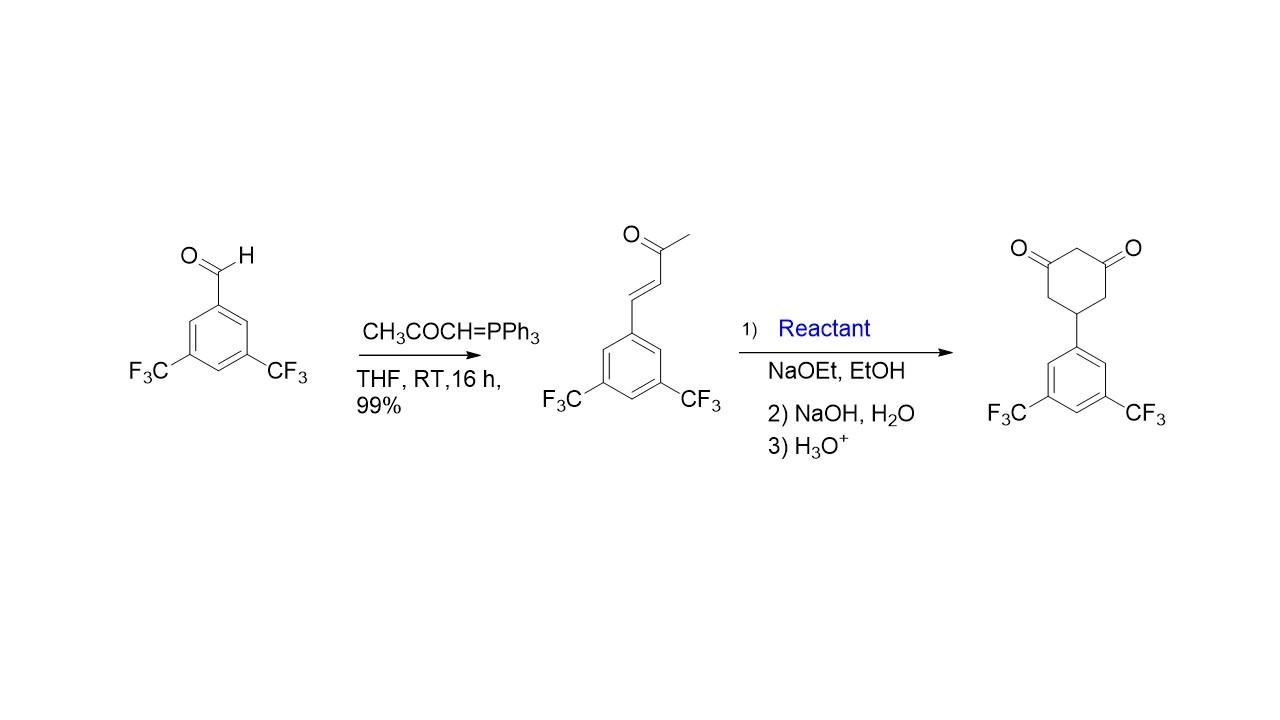 O
H
F₃C
CF₃
CH₃COCH=PPh₃
THF, RT,16 h,
99%
O
F₃C
CF₃
1) Reactant
NaOEt, EtOH
2) NaOH, H₂O
3) H₃O⁺
O
O
F₃C
CF₃